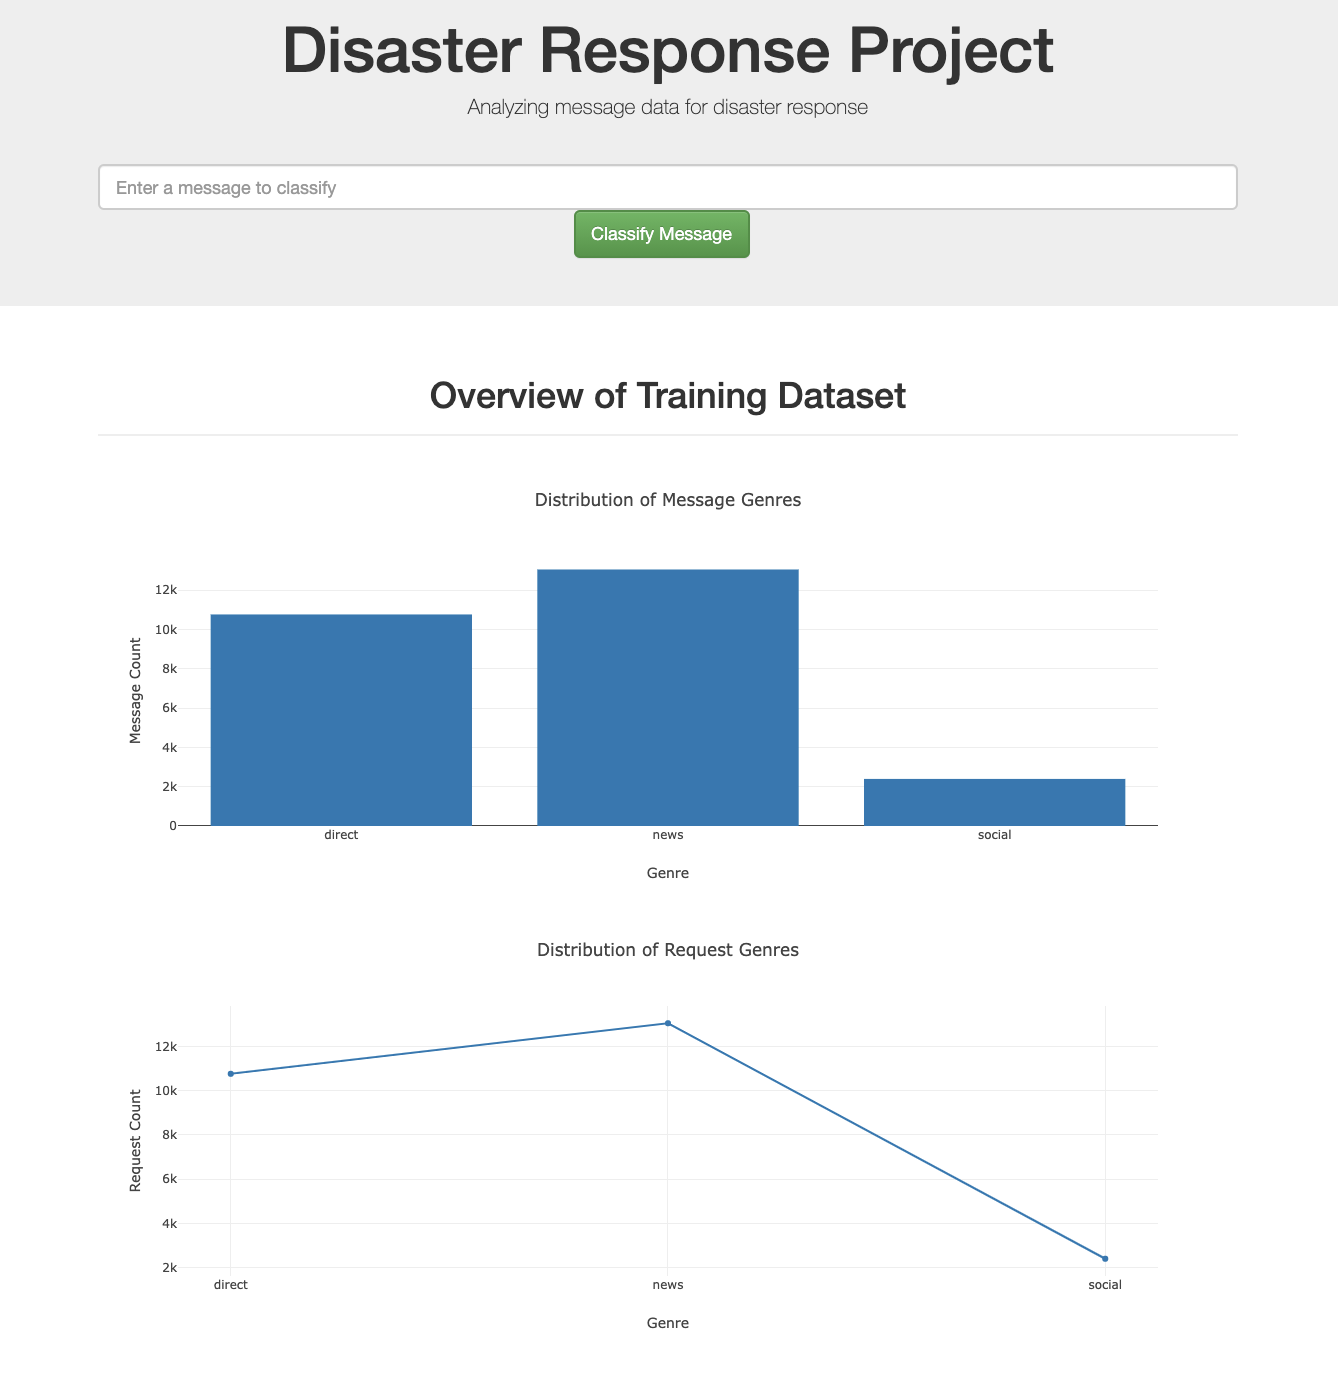 Disaster Response Project
Analyzing message data for disaster response
Enter a message to classify
Classify Message
Overview of Training Dataset
Distribution of Message Genres
12k
10k
8k
6k
4k
2k
0
Message Count
direct news social
Genre
Distribution of Request Genres
12k
10k
8k
6k
4k
2k
Request Count
direct news social
Genre